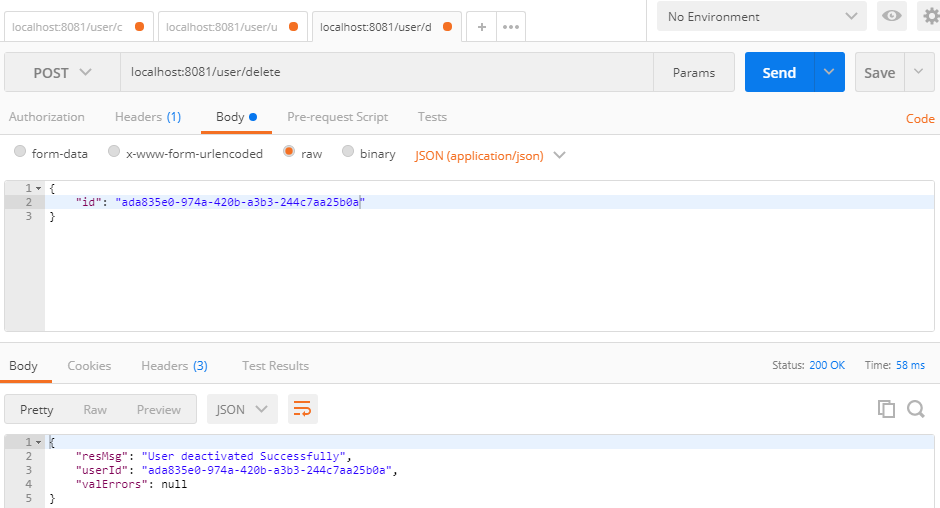 localhost:8081/user/c localhost:8081/user/u localhost:8081/user/d + ••• No Environment
POST localhost:8081/user/delete Params Send Save
Authorization Headers (1) Body Pre-request Script Tests Code
form-data x-www-form-urlencoded raw binary JSON (application/json)
1 {
2 "id": "ada835e0-974a-420b-a3b3-244c7aa25b0a"
3 }
Body Cookies Headers (3) Test Results Status: 200 OK Time: 58 ms
Pretty Raw Preview JSON
1 {
2 "resMsg": "User deactivated Successfully",
3 "userId": "ada835e0-974a-420b-a3b3-244c7aa25b0a",
4 "valErrors": null
5 }